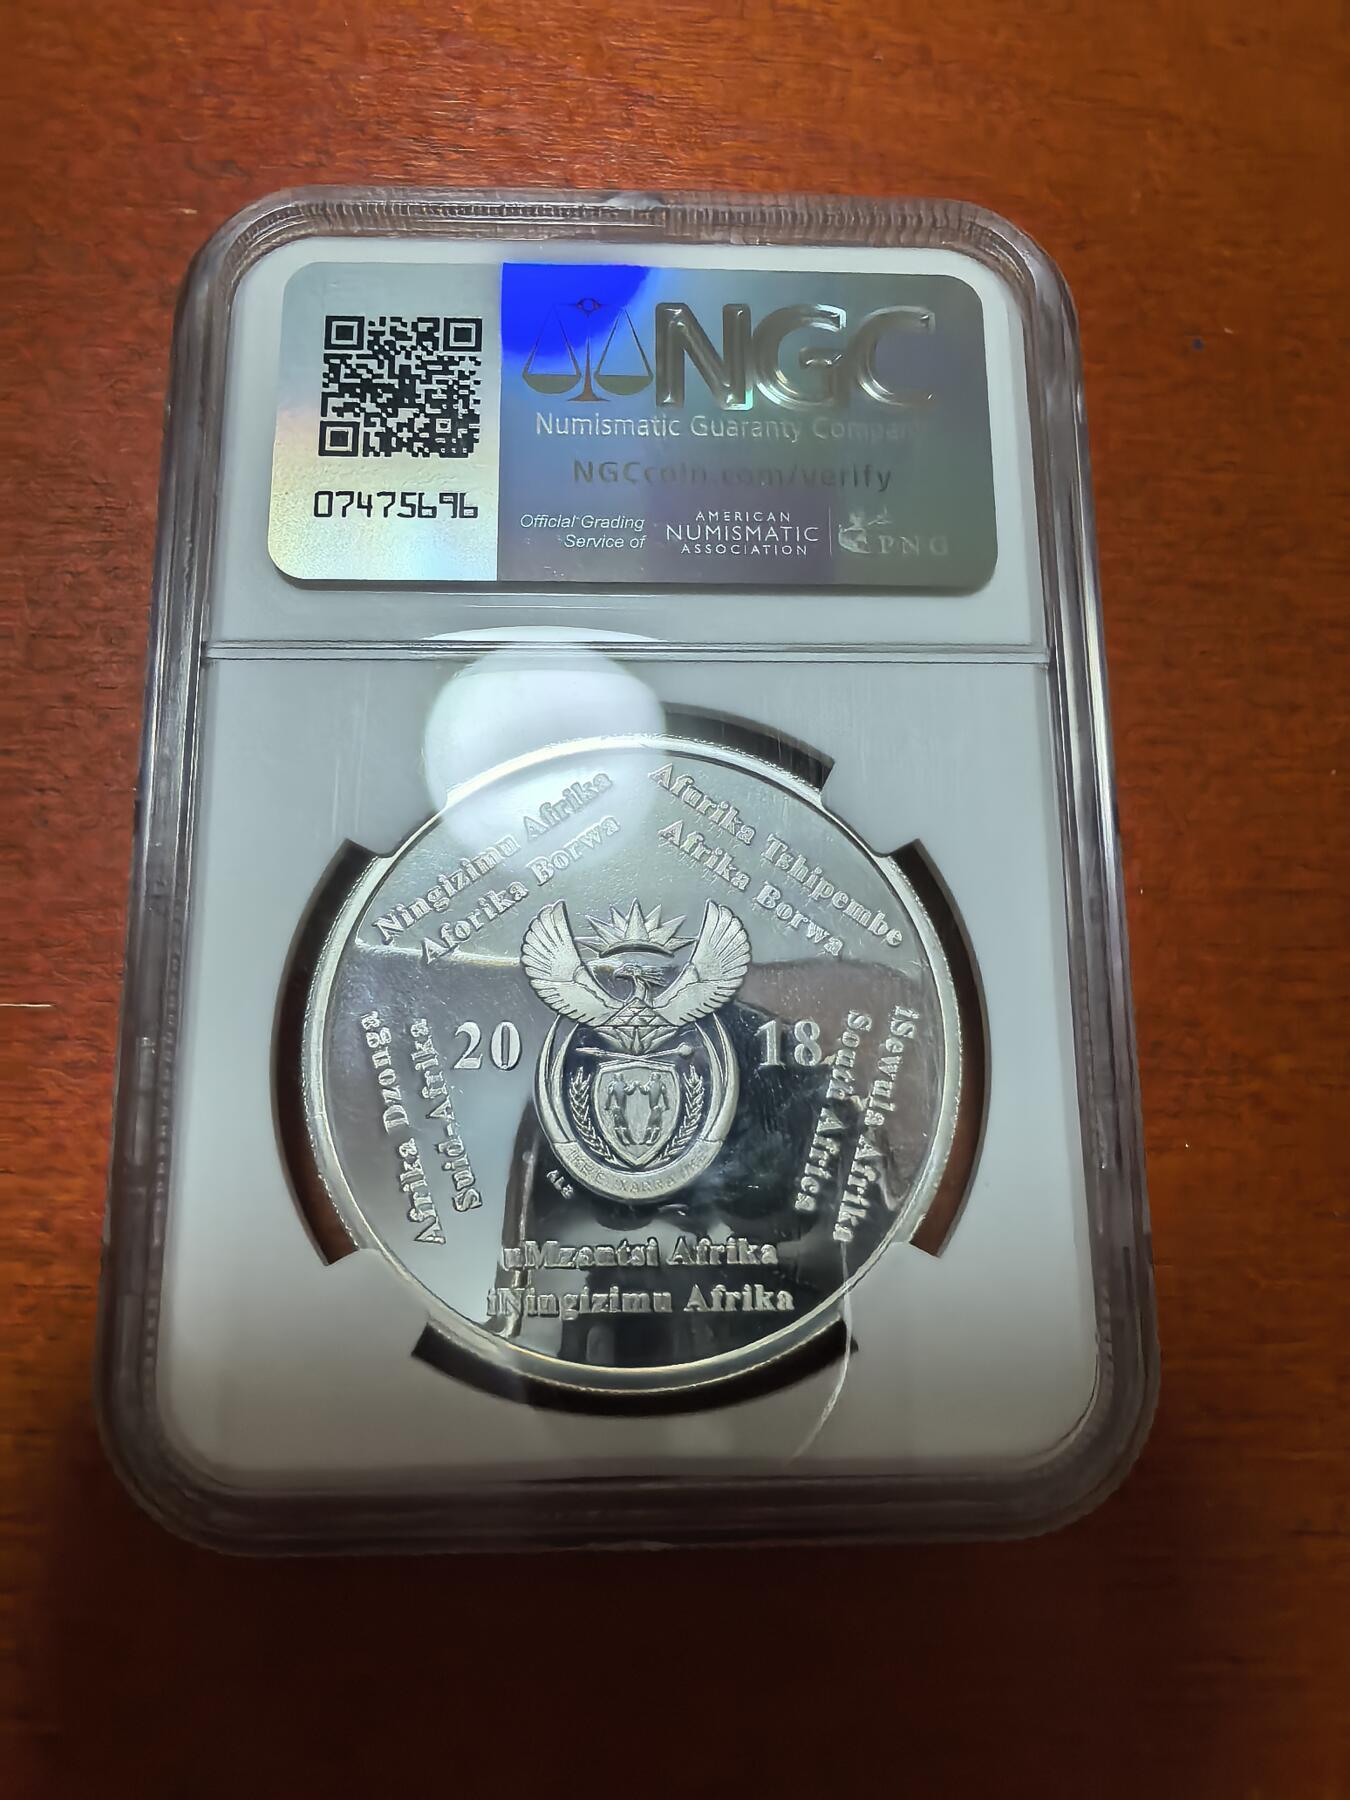 NGC
Numismatic Guaranty Company
NGCcoin.com/verify
07475696
Official Grading
Service of
AMERICAN
NUMISMATIC
ASSOCIATION
PNG
Ningizimu Afrika
Aforika Borwa
Afurika Tshipembe
Afrika Borwa
Afrika Dzonga
Suid-Afrika
20
18
iSewula Afrika
South Africa
ALS
uMzantsi Afrika
iNingizimu Afrika